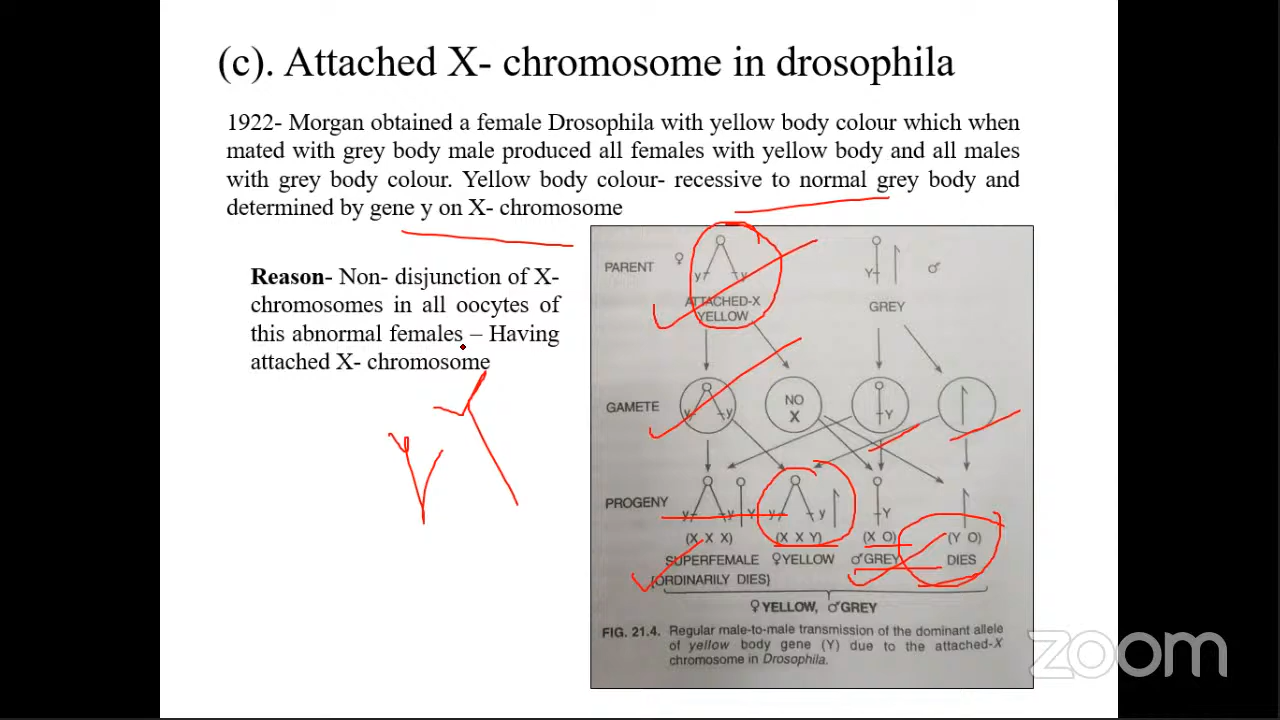 (c). Attached X- chromosome in drosophila
1922- Morgan obtained a female Drosophila with yellow body colour which when
mated with grey body male produced all females with yellow body and all males
with grey body colour. Yellow body colour- recessive to normal grey body and
determined by gene y on X- chromosome
Reason- Non- disjunction of X-
chromosomes in all oocytes of
this abnormal females – Having
attached X- chromosome
PARENT ♀ y y Y ♂
ATTACHED-X
YELLOW
GREY
GAMETE y y NO X Y
PROGENY y y Y y y Y
(X X X) (X X Y) (X O) (Y O)
SUPERFEMALE ♀YELLOW ♂GREY DIES
[ORDINARILY DIES}
♀YELLOW, ♂GREY
FIG. 21.4. Regular male-to-male transmission of the dominant allele
of yellow body gene (Y) due to the attached-X
chromosome in Drosophila.
zoom